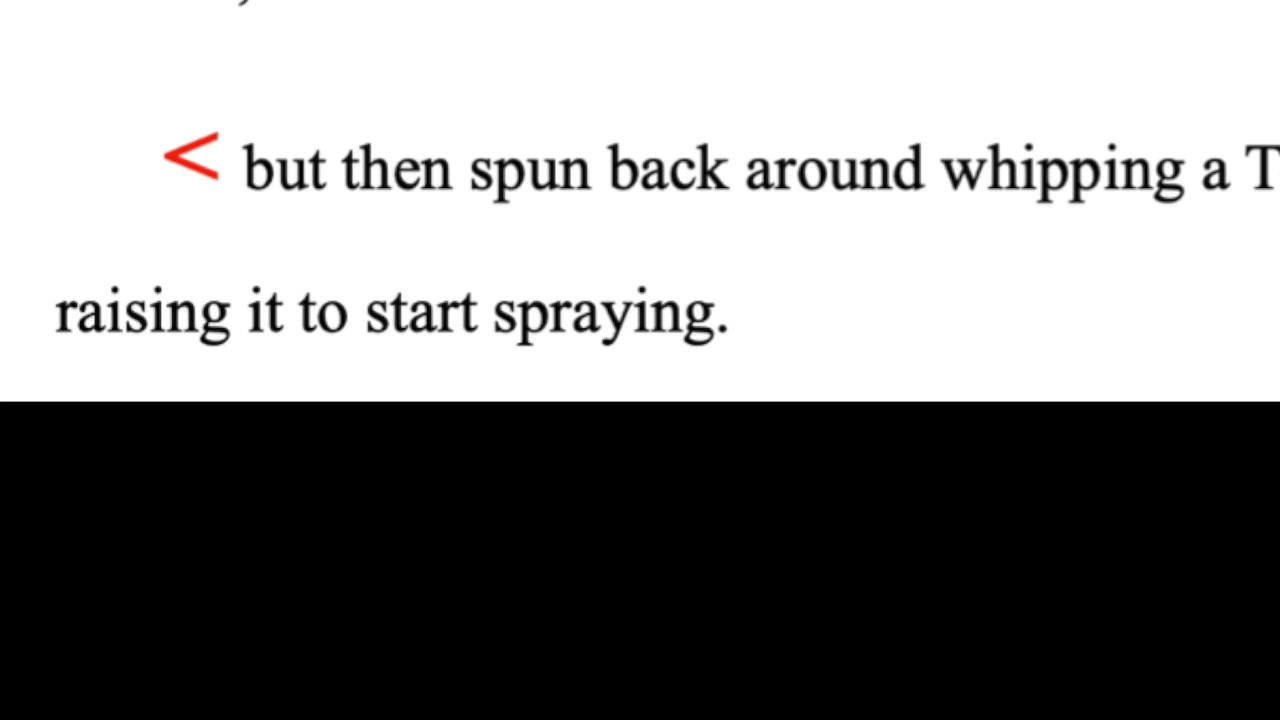 < but then spun back around whipping a
raising it to start spraying.